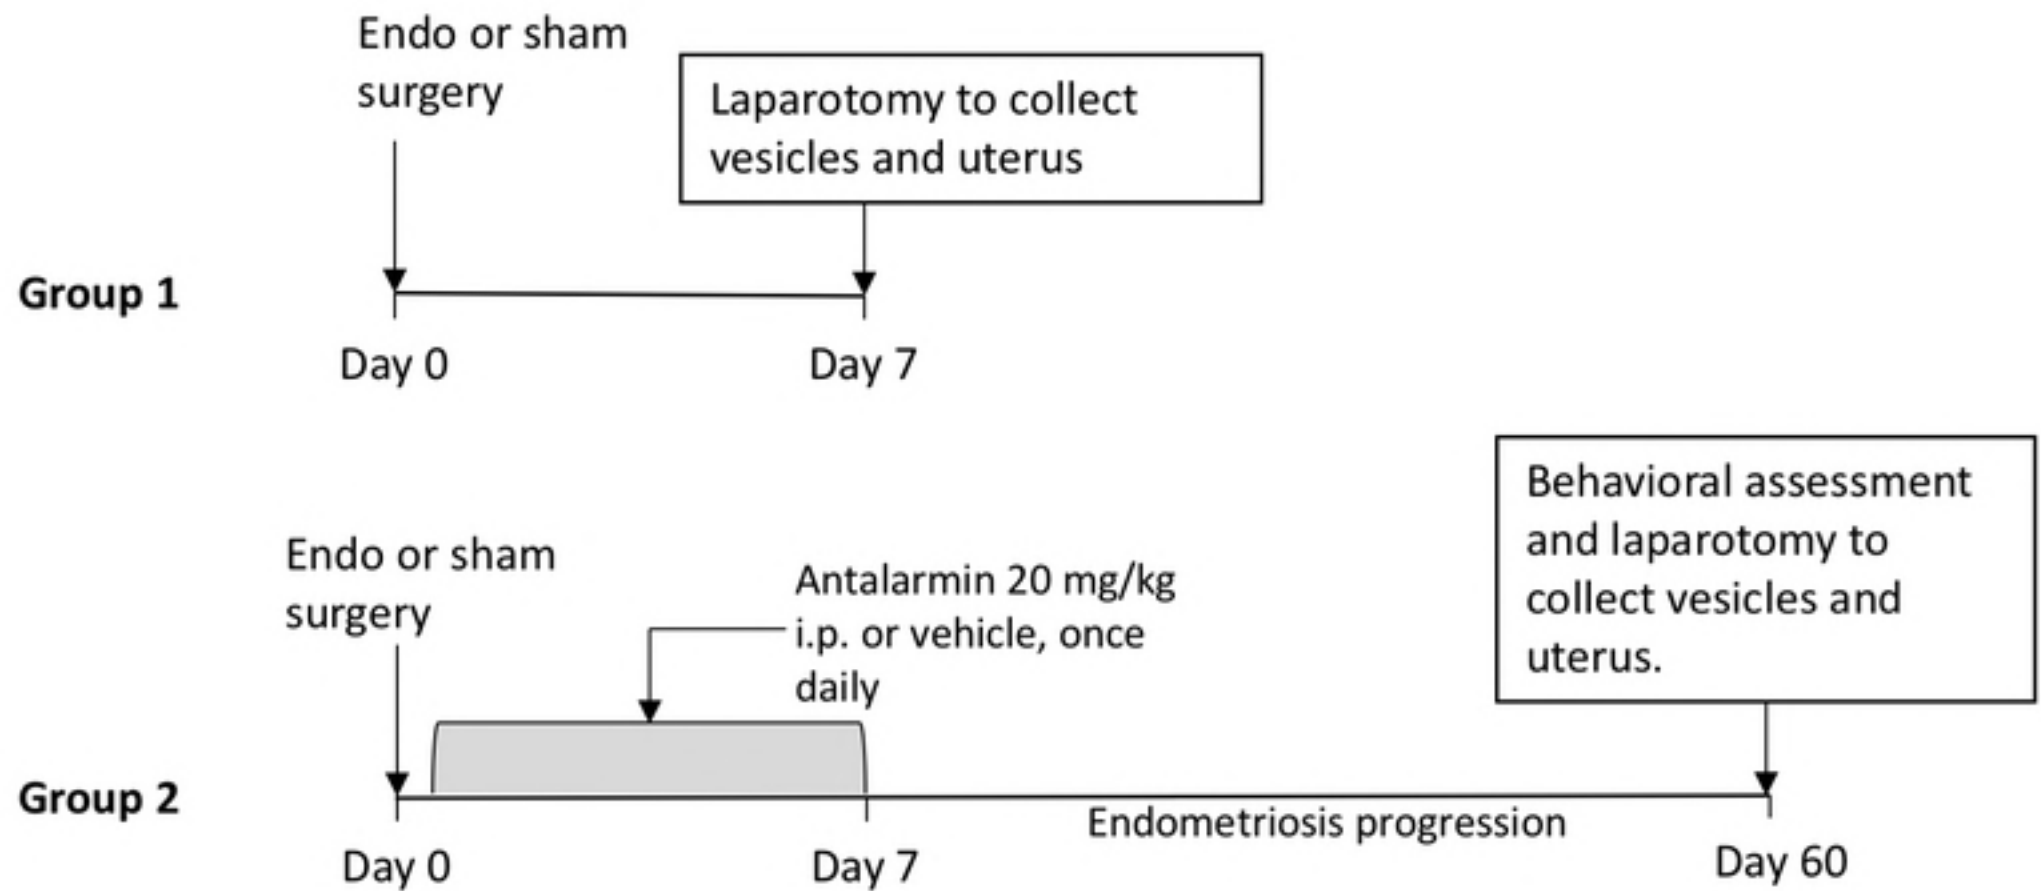 Endo or sham
surgery
Laparotomy to collect
vesicles and uterus
Group 1
Day 0
Day 7
Endo or sham
surgery
Antalarmin 20 mg/kg
i.p. or vehicle, once
daily
Behavioral assessment
and laparotomy to
collect vesicles and
uterus.
Group 2
Endometriosis progression
Day 0
Day 7
Day 60